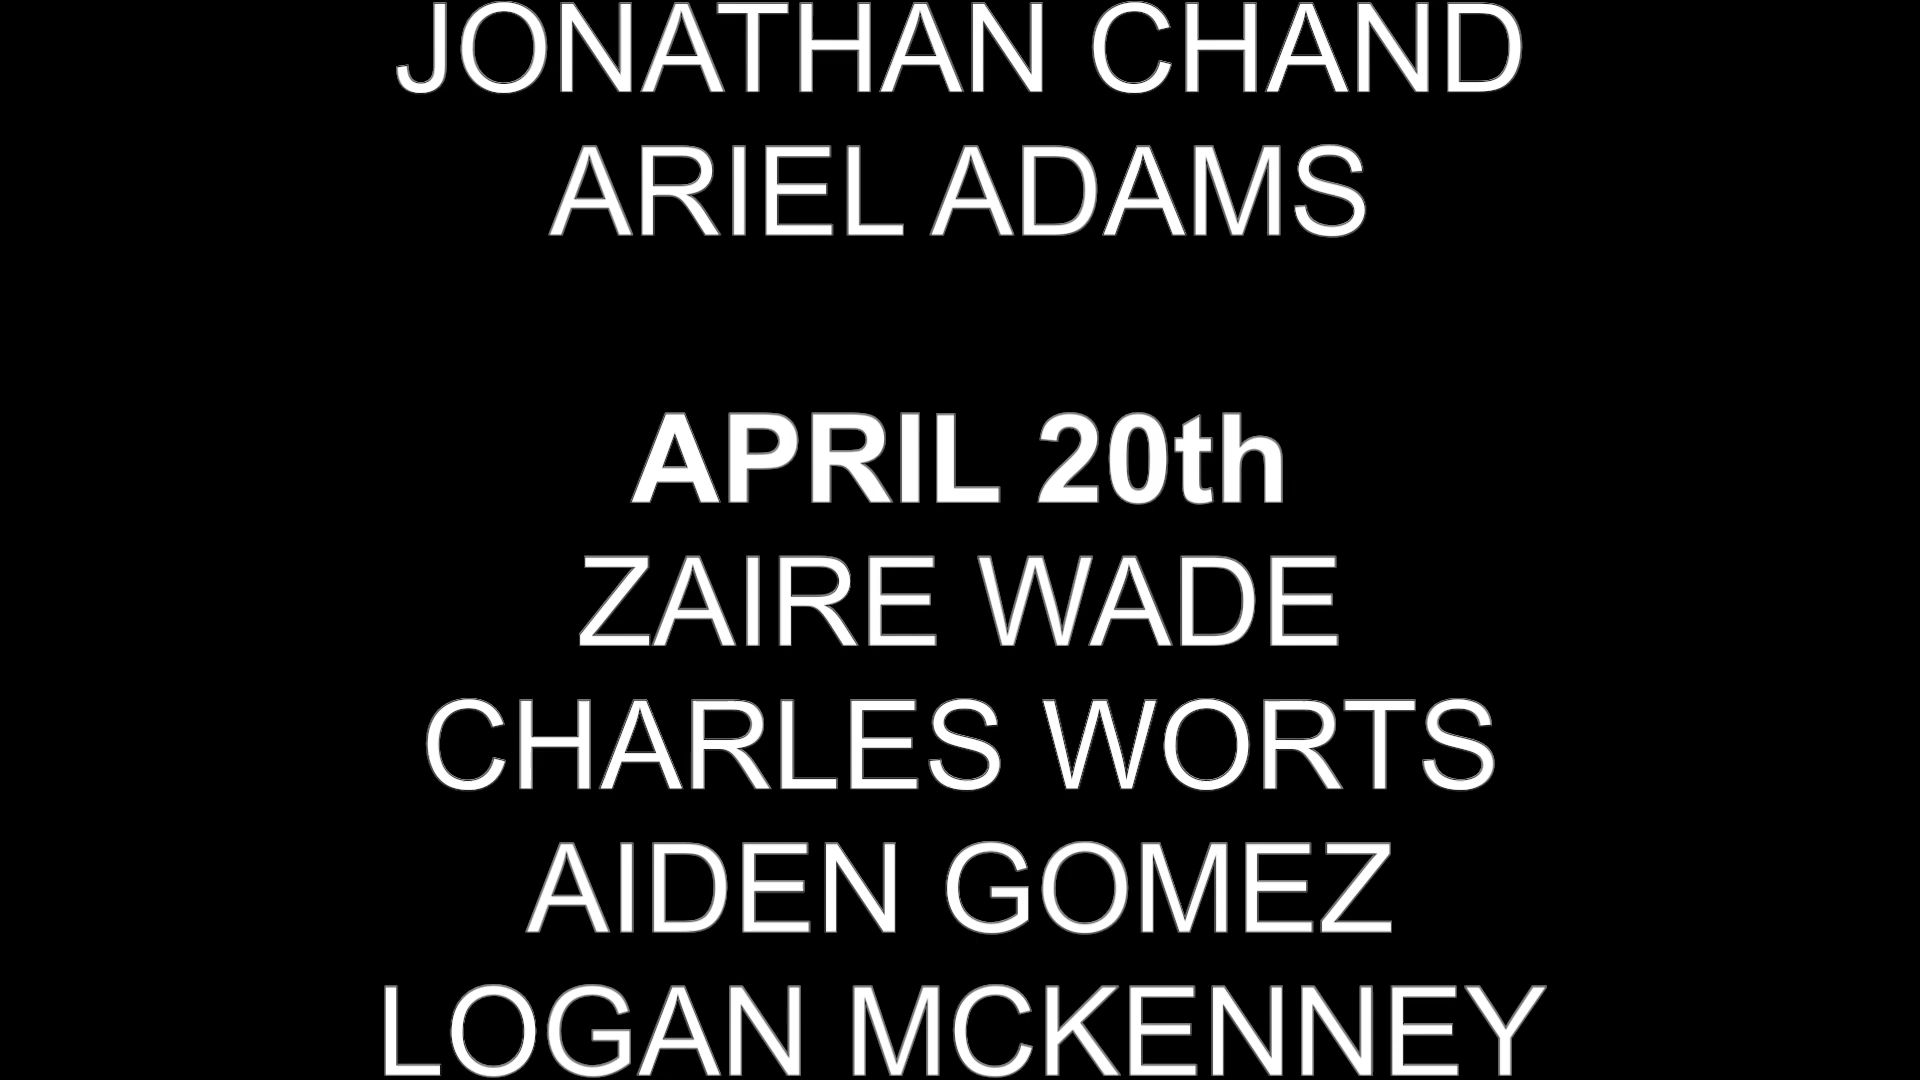 JONATHAN CHAND
ARIEL ADAMS
APRIL 20th
ZAIRE WADE
CHARLES WORTS
AIDEN GOMEZ
LOGAN MCKENNEY